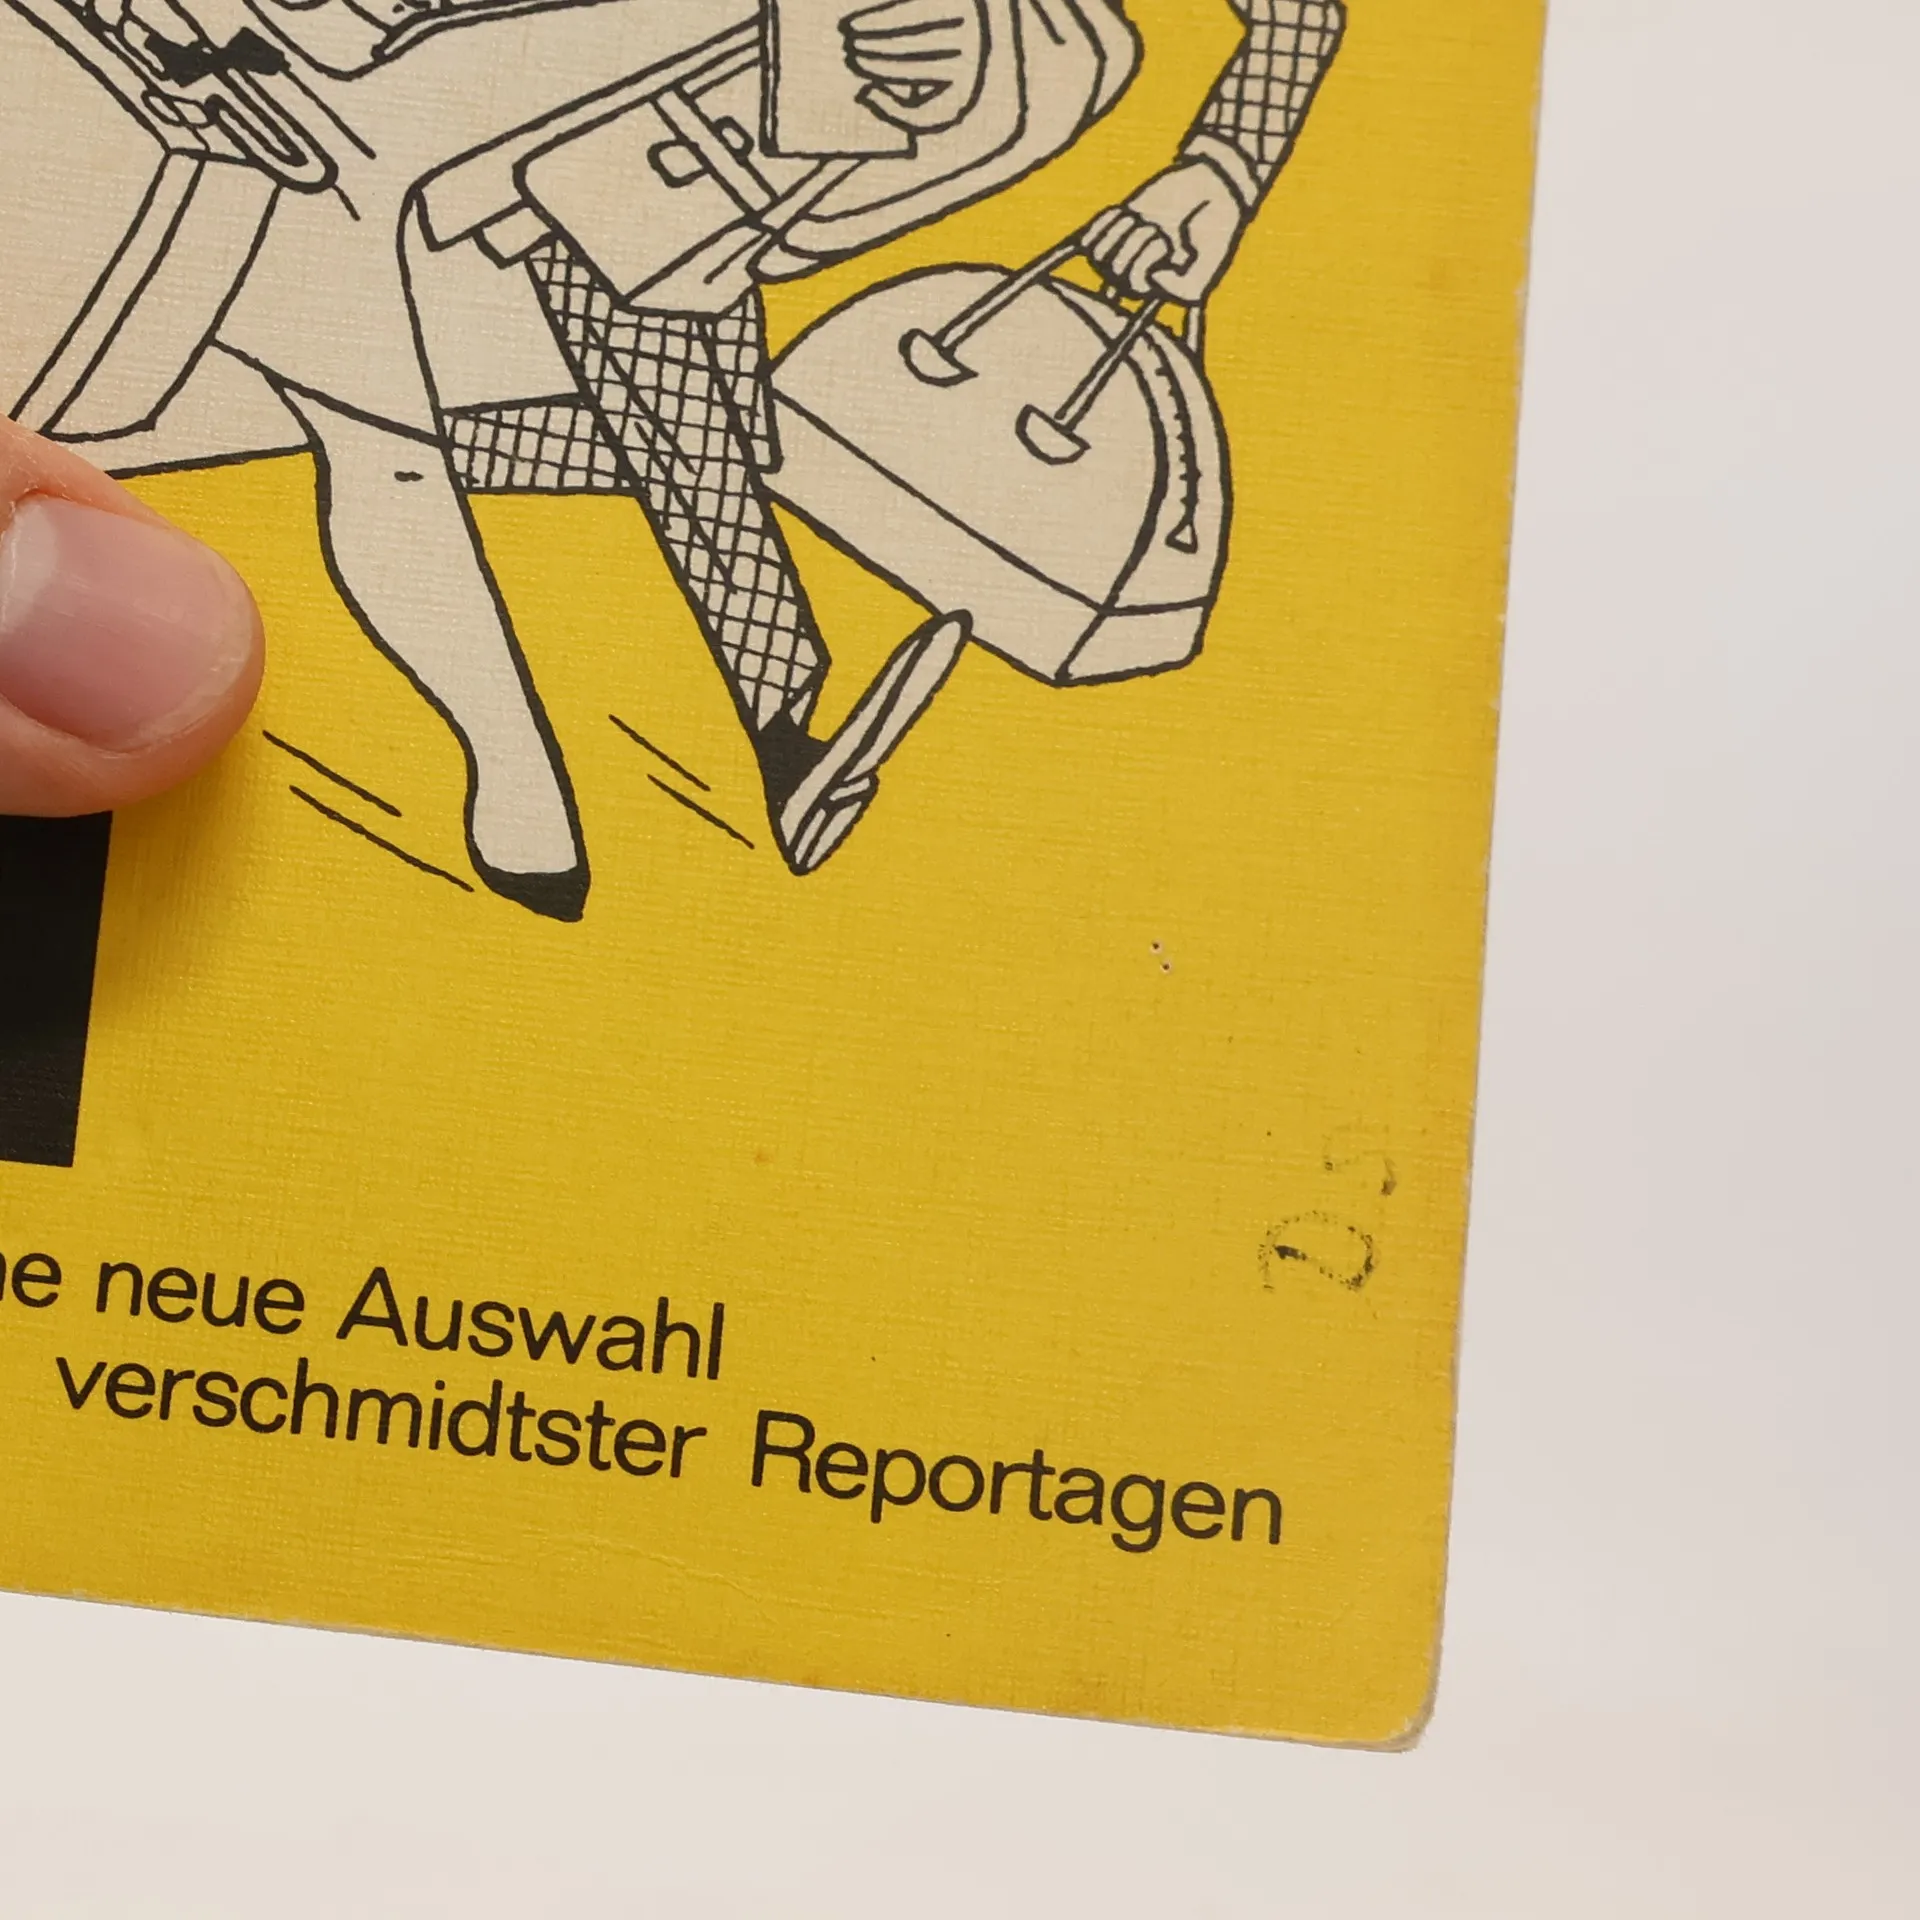 ne neue Auswahl
verschmidtster Reportagen